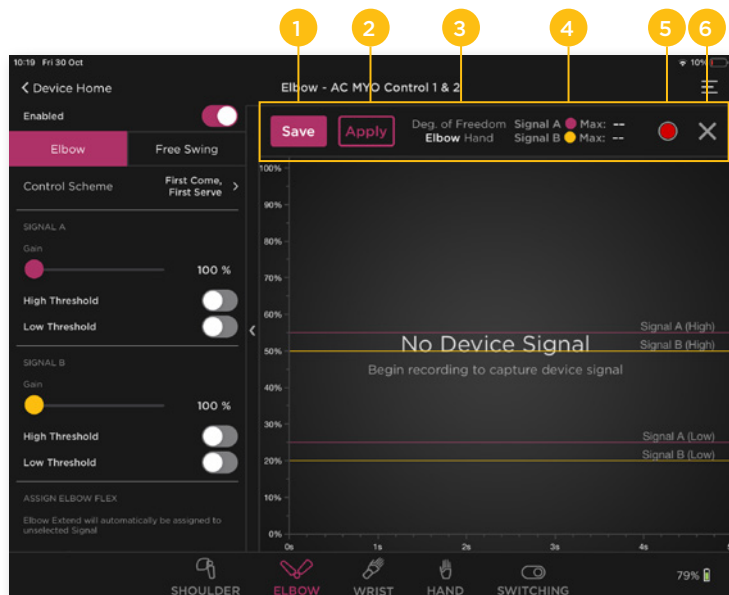 1 2 3 4 5 6
10:19 Fri 30 Oct
10%
Device Home
Elbow - AC MYO Control 1 & 2
Enabled
Save
Apply
Deg. of Freedom
Elbow Hand
Signal A Max: --
Signal B Max: --
Elbow
Free Swing
Control Scheme
First Come,
First Serve
SIGNAL A
Gain
100 %
High Threshold
Low Threshold
SIGNAL B
Gain
100 %
High Threshold
Low Threshold
ASSIGN ELBOW FLEX
Elbow Extend will automatically be assigned to
unselected Signal
100%
90%
80%
70%
60%
50%
40%
30%
20%
10%
0%
Signal A (High)
No Device Signal
Signal B (High)
Begin recording to capture device signal
Signal A (Low)
Signal B (Low)
0s 1s 2s 3s 4s
SHOULDER
ELBOW
WRIST
HAND
SWITCHING
79%